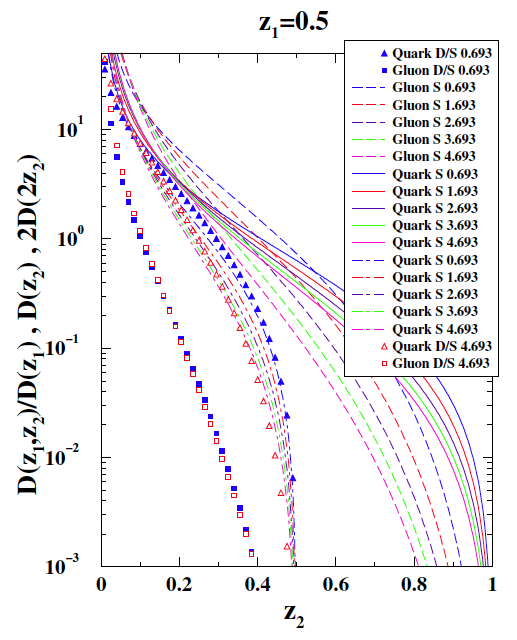 z₁=0.5
Quark D/S 0.693
Gluon D/S 0.693
Gluon S 0.693
Gluon S 1.693
Gluon S 2.693
Gluon S 3.693
Gluon S 4.693
Quark S 0.693
Quark S 1.693
Quark S 2.693
Quark S 3.693
Quark S 4.693
Quark S 0.693
Quark S 1.693
Quark S 2.693
Quark S 3.693
Quark S 4.693
Quark D/S 4.693
Gluon D/S 4.693
D(z₁,z₂)/D(z₁) , D(z₂) , 2D(2z₂)
10¹
10⁰
10⁻¹
10⁻²
10⁻³
0 0.2 0.4 0.6 0.8 1
z₂